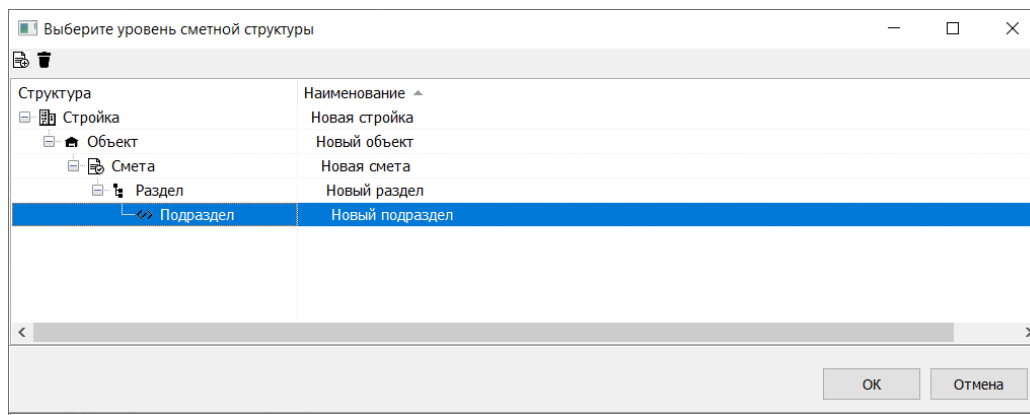 Выберите уровень сметной структуры
Структура Наименование
Стройка Новая стройка
Объект Новый объект
Смета Новая смета
Раздел Новый раздел
Подраздел Новый подраздел
ОК Отмена